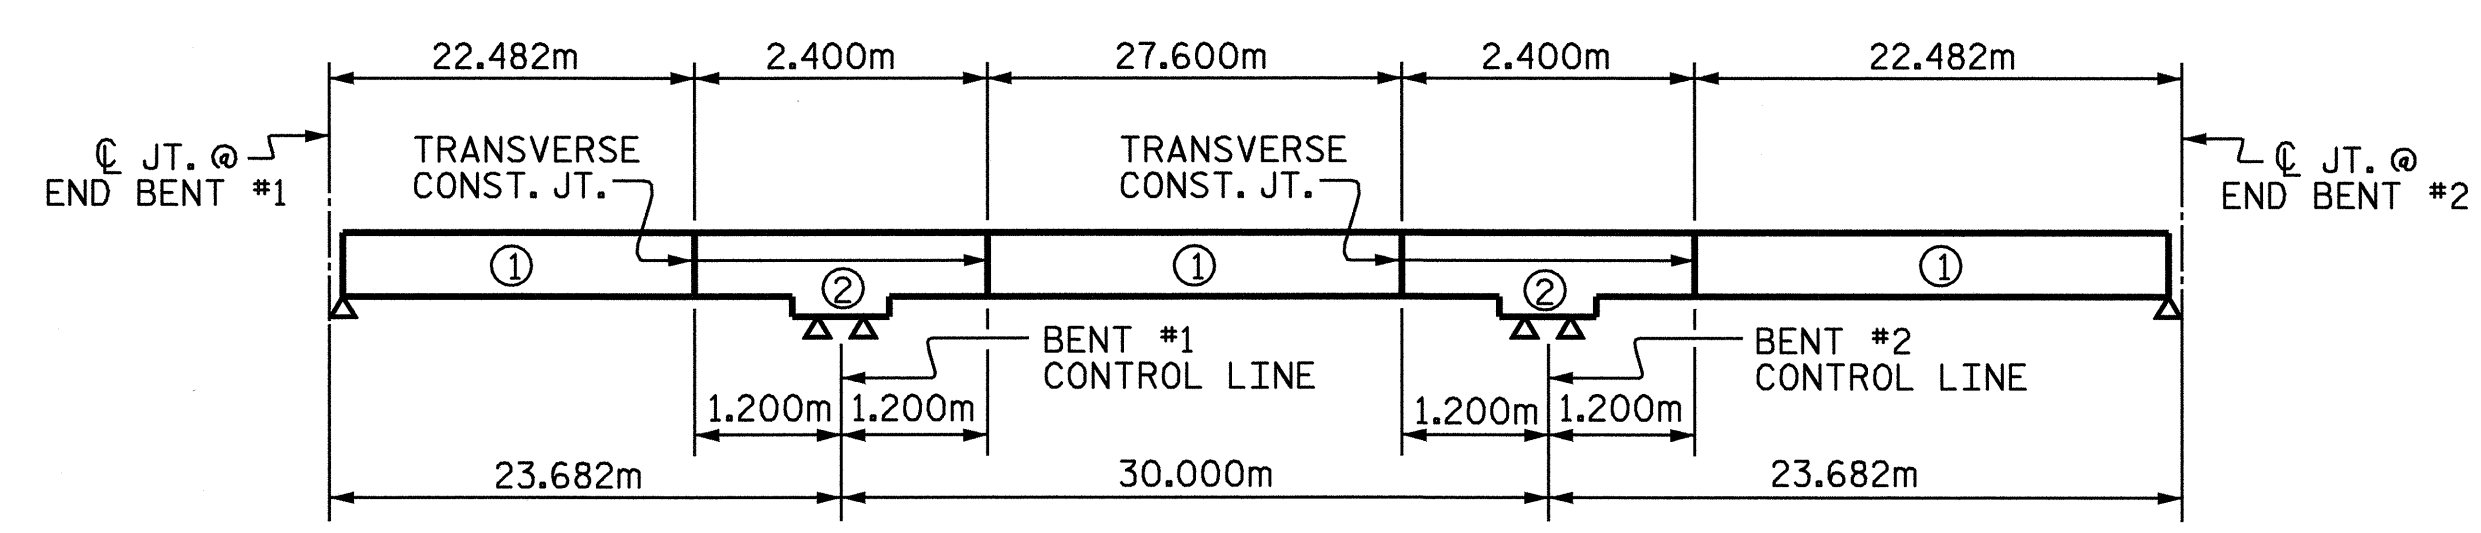 22.482m 2.400m 27.600m 2.400m 22.482m
℄ JT. @
END BENT #1
TRANSVERSE
CONST. JT.
TRANSVERSE
CONST. JT.
℄ JT. @
END BENT #2
1 2 1 2 1
BENT #1
CONTROL LINE
BENT #2
CONTROL LINE
1.200m 1.200m 1.200m 1.200m
23.682m 30.000m 23.682m